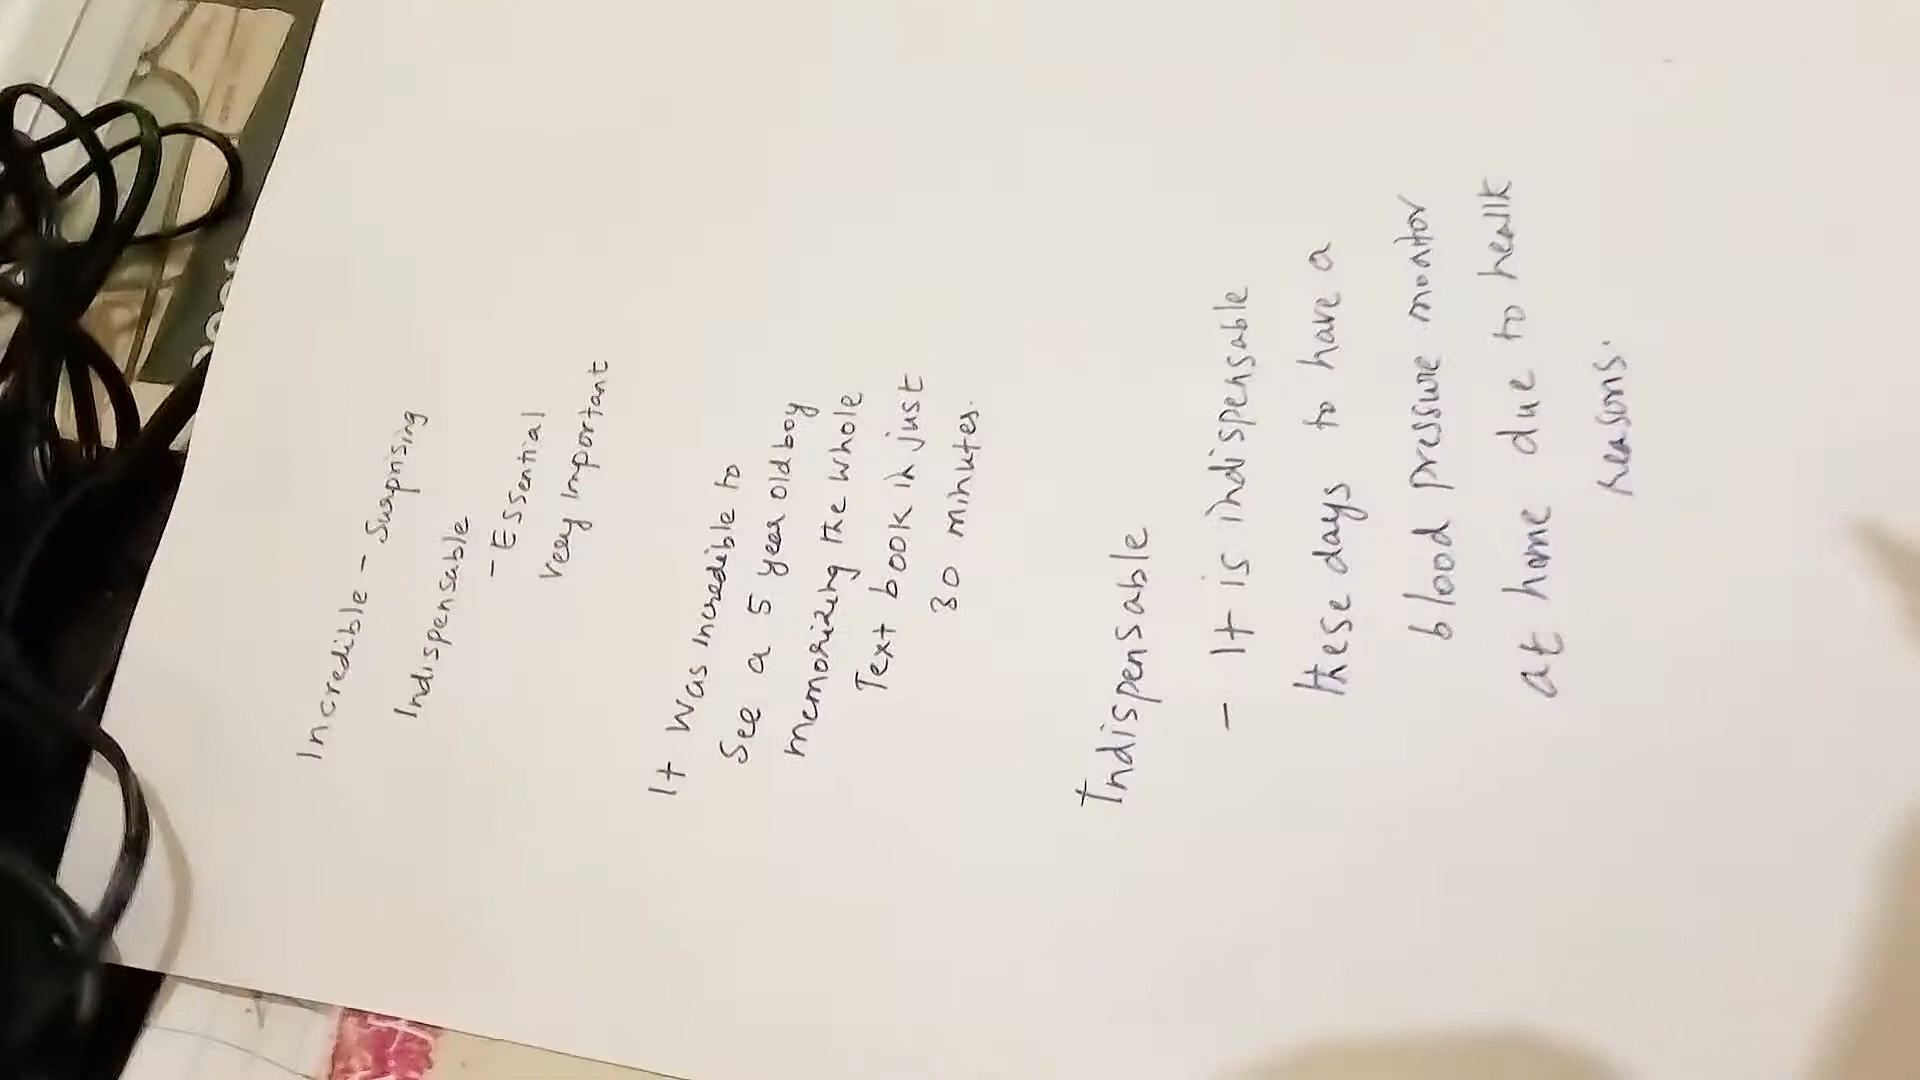 Incredible - Surprising
Indispensable
- Essential
very important
It was incredible to
see a 5 year old boy
memorizing the whole
Text book in just
30 minutes.
Indispensable
- It is indispensable
these days to have a
blood pressure monitor
at home due to health
reasons.